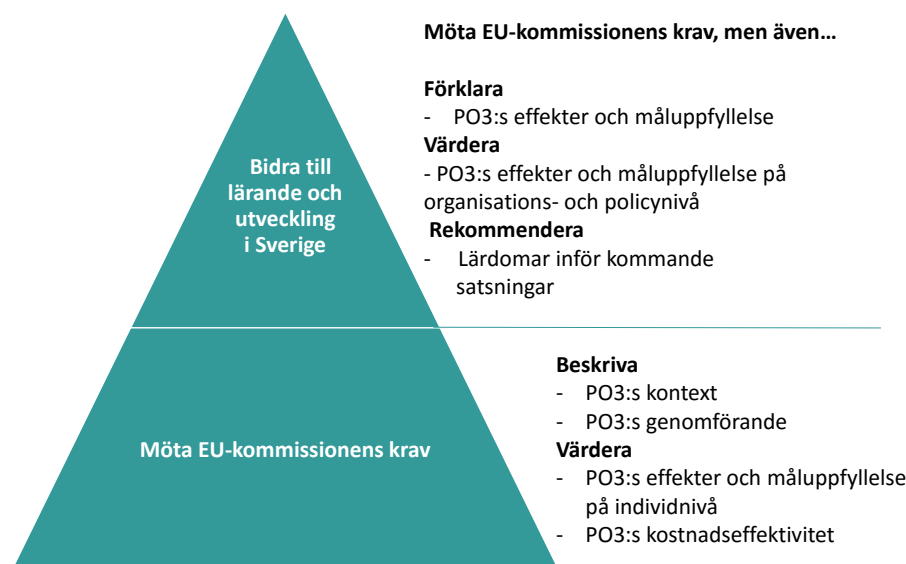 Möta EU-kommissionens krav, men även…
Förklara
- PO3:s effekter och måluppfyllelse
Värdera
- PO3:s effekter och måluppfyllelse på
organisations- och policynivå
Rekommendera
- Lärdomar inför kommande
satsningar
Bidra till
lärande och
utveckling
i Sverige
Beskriva
- PO3:s kontext
- PO3:s genomförande
Värdera
- PO3:s effekter och måluppfyllelse
på individnivå
- PO3:s kostnadseffektivitet
Möta EU-kommissionens krav